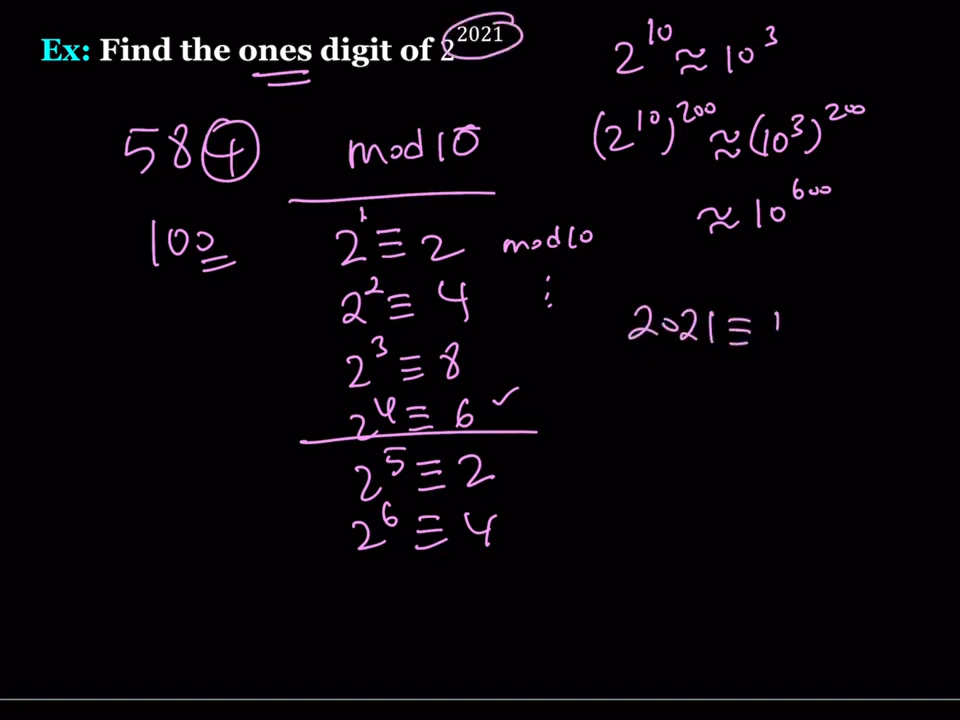 Ex: Find the ones digit of 2^2021
2^10 ≈ 10^3
584
mod 10
(2^10)^200 ≈ (10^3)^200
≈ 10^600
100
2^1 ≡ 2 mod 10
2^2 ≡ 4 ⋮
2021 ≡ 1
2^3 ≡ 8
2^4 ≡ 6 ✓
2^5 ≡ 2
2^6 ≡ 4